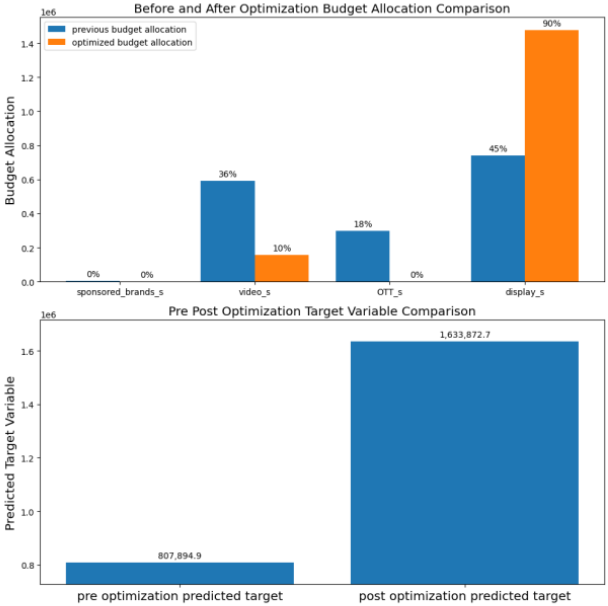 Before and After Optimization Budget Allocation Comparison
1e6
previous budget allocation
optimized budget allocation
90%
1.4
1.2
1.0
Budget Allocation
0.8
45%
36%
0.6
0.4
18%
0.2
10%
0% 0% 0%
0.0
sponsored_brands_s video_s OTT_s display_s
Pre Post Optimization Target Variable Comparison
1e6
1,633,872.7
1.6
1.4
Predicted Target Variable
1.2
1.0
807,894.9
0.8
pre optimization predicted target post optimization predicted target